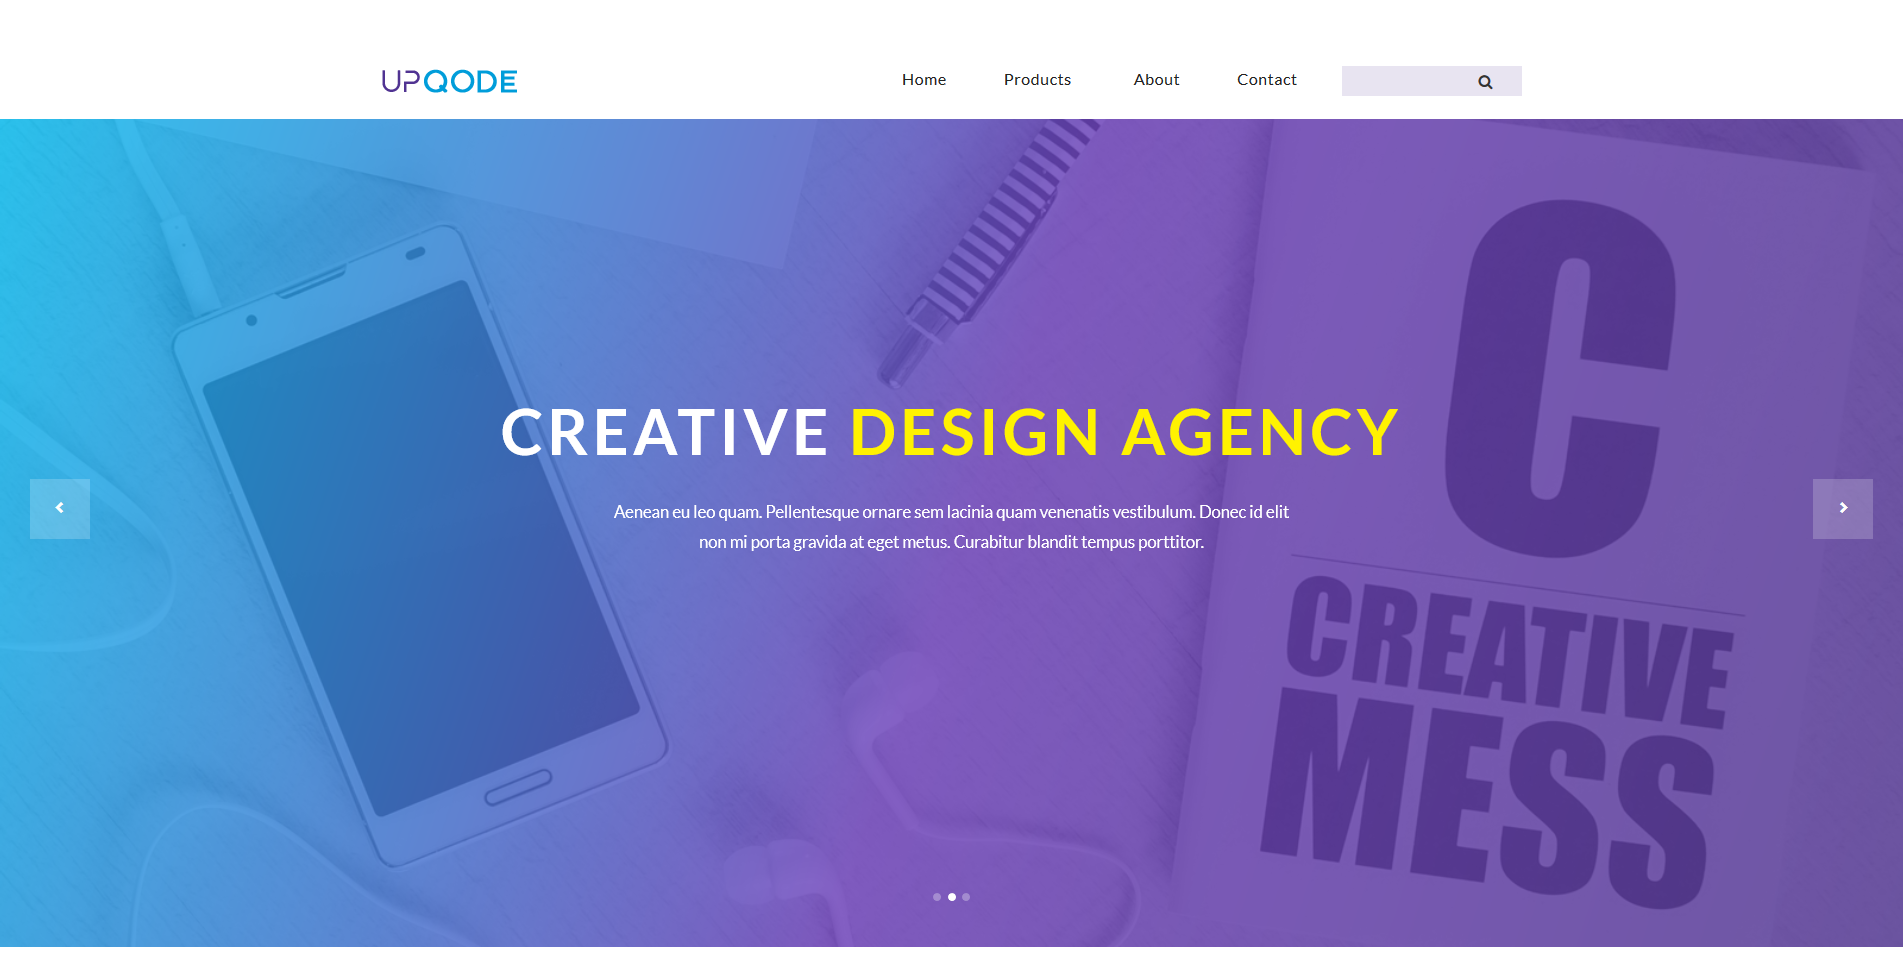 UPQODE
Home Products About Contact
C
CREATIVE DESIGN AGENCY
Aenean eu leo quam. Pellentesque ornare sem lacinia quam venenatis vestibulum. Donec id elit
non mi porta gravida at eget metus. Curabitur blandit tempus porttitor.
CREATIVE
MESS